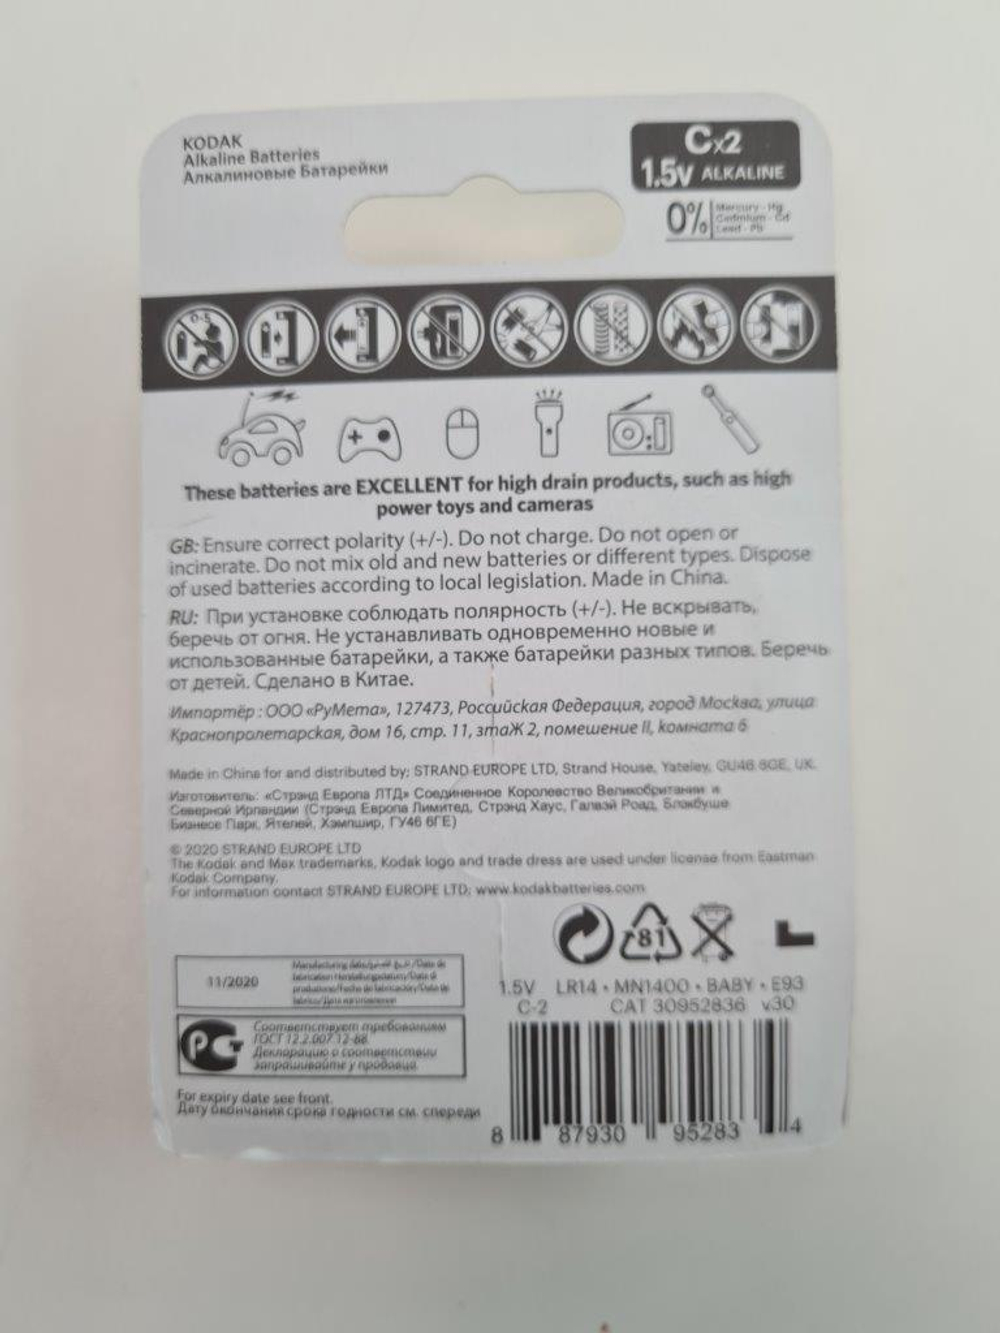 KODAK
Alkaline Batteries
Алкалиновые Батарейки
Cx2
1.5V ALKALINE
0%
Mercury - Hg
Cadmium - Cd
Lead - Pb
0-5
These batteries are EXCELLENT for high drain products, such as high
power toys and cameras
GB: Ensure correct polarity (+/-). Do not charge. Do not open or
incinerate. Do not mix old and new batteries or different types. Dispose
of used batteries according to local legislation. Made in China.
RU: При установке соблюдать полярность (+/-). Не вскрывать,
беречь от огня. Не устанавливать одновременно новые и
использованные батарейки, а также батарейки разных типов. Беречь
от детей. Сделано в Китае.
Импортёр : ООО «РуМета», 127473, Российская Федерация, город Москва, улица
Краснопролетарская, дом 16, стр. 11, этаЖ 2, помешение II, комната 6
Made in China for and distributed by: STRAND EUROPE LTD, Strand House, Yateley, GU46 6GE, UK.
Изготовитель: «Стрэнд Европа ЛТД» Соединенное Королевство Великобритании и
Северной Ирландии (Стрэнд Европа Лимитед, Стрэнд Хаус, Галвэй Роад, Блэкбуше
Бизнесс Парк, Ятелей, Хэмпшир, ГУ46 6ГЕ)
© 2020 STRAND EUROPE LTD
The Kodak and Max trademarks, Kodak logo and trade dress are used under license from Eastman
Kodak Company.
For information contact STRAND EUROPE LTD: www.kodakbatteries.com
81
11/2020
1.5V LR14 • MN1400 • BABY • E93
C-2 CAT 30952836 v30
Соответствует требованиям
ГОСТ 12.2.007.12-88.
Декларацию о соответствии
запрашивайте у продавца.
For expiry date see front.
Дату окончания срока годности см. спереди
8 87930 95283 4